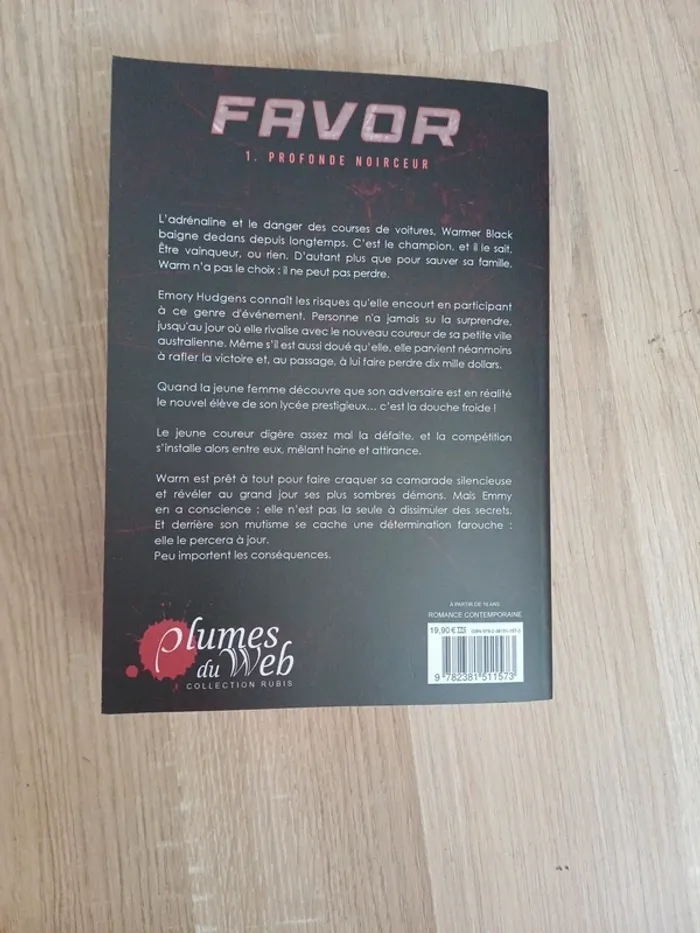 FAVOR
1. PROFONDE NOIRCEUR
L'adrénaline et le danger des courses de voitures, Warmer Black
baigne dedans depuis longtemps. C'est le champion, et il le sait.
Être vainqueur, ou rien. D'autant plus que pour sauver sa famille,
Warm n'a pas le choix : il ne peut pas perdre.
Emory Hudgens connaît les risques qu'elle encourt en participant
à ce genre d'événement. Personne n'a jamais su la surprendre,
jusqu'au jour où elle rivalise avec le nouveau coureur de sa petite ville
australienne. Même s'il est aussi doué qu'elle, elle parvient néanmoins
à rafler la victoire et, au passage, à lui faire perdre dix mille dollars.
Quand la jeune femme découvre que son adversaire est en réalité
le nouvel élève de son lycée prestigieux... c'est la douche froide !
Le jeune coureur digère assez mal la défaite, et la compétition
s'installe alors entre eux, mêlant haine et attirance.
Warm est prêt à tout pour faire craquer sa camarade silencieuse
et révéler au grand jour ses plus sombres démons. Mais Emmy
en a conscience : elle n'est pas la seule à dissimuler des secrets.
Et derrière son mutisme se cache une détermination farouche :
elle le percera à jour.
Peu importent les conséquences.
ROMANCE CONTEMPORAINE
19,90 € TTC
Plumes
du Web
COLLECTION RUBIS
9 782381 511573